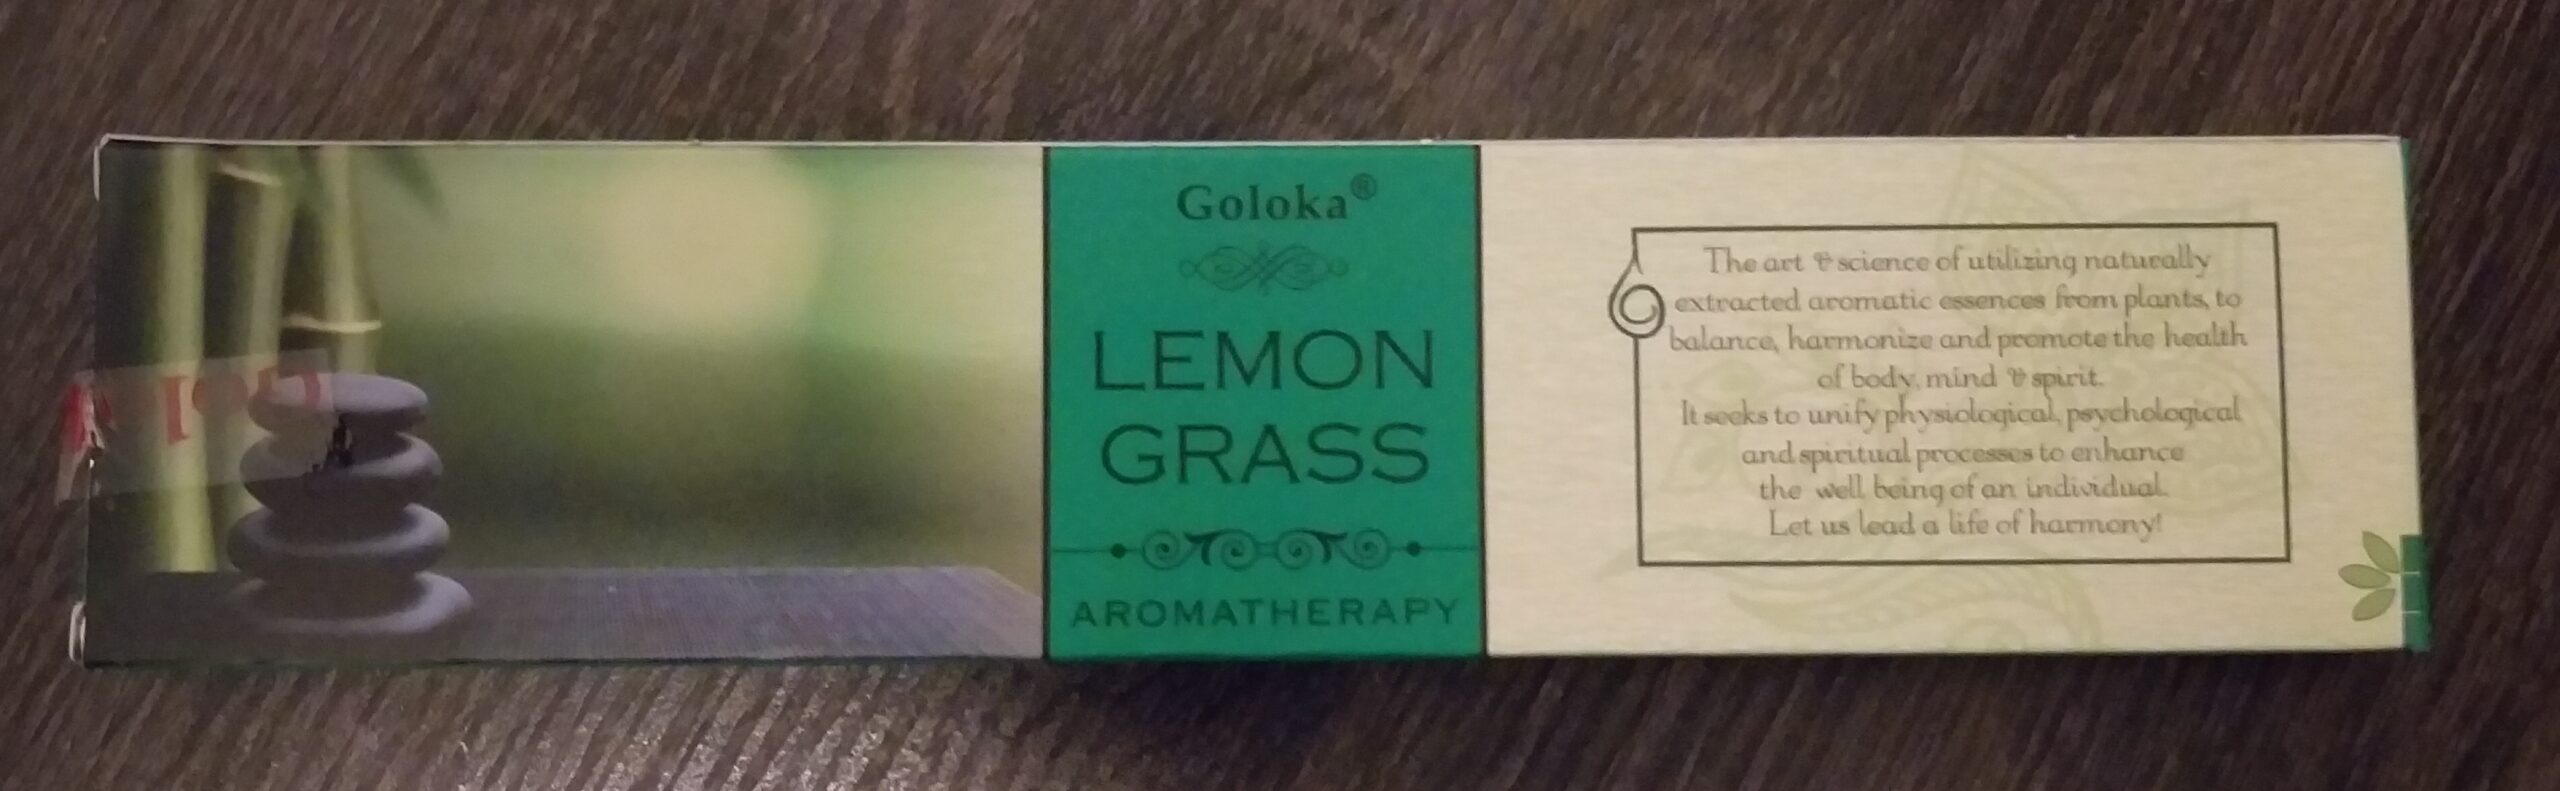 Goloka®
LEMON
GRASS
AROMATHERAPY
The art & science of utilizing naturally
extracted aromatic essences from plants, to
balance, harmonize and promote the health
of body, mind & spirit.
It seeks to unify physiological, psychological
and spiritual processes to enhance
the well being of an individual.
Let us lead a life of harmony!